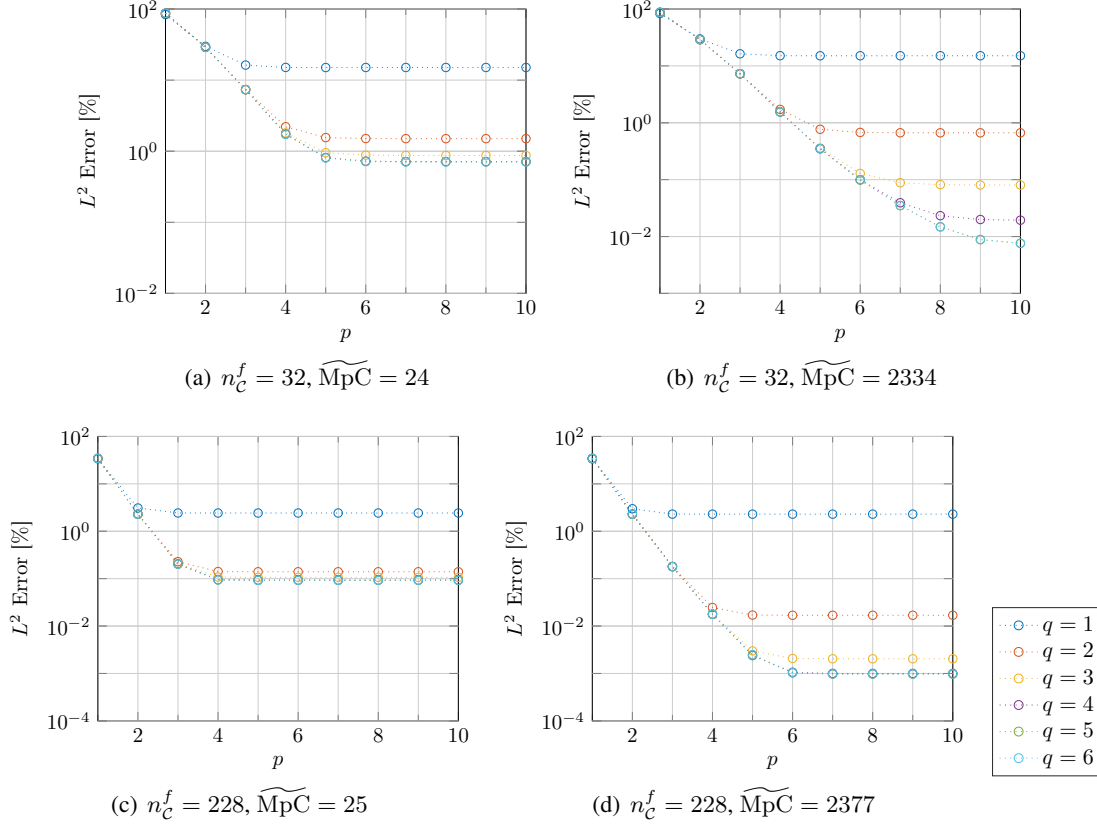 10^2
10^0
10^{-2}
2 4 6 8 10
p
L^2 Error [%]
(a) n_C^f = 32, \widetilde{MpC} = 24
10^2
10^0
10^{-2}
2 4 6 8 10
p
L^2 Error [%]
(b) n_C^f = 32, \widetilde{MpC} = 2334
10^2
10^0
10^{-2}
10^{-4}
2 4 6 8 10
p
L^2 Error [%]
(c) n_C^f = 228, \widetilde{MpC} = 25
10^2
10^0
10^{-2}
10^{-4}
2 4 6 8 10
p
L^2 Error [%]
(d) n_C^f = 228, \widetilde{MpC} = 2377
q = 1
q = 2
q = 3
q = 4
q = 5
q = 6